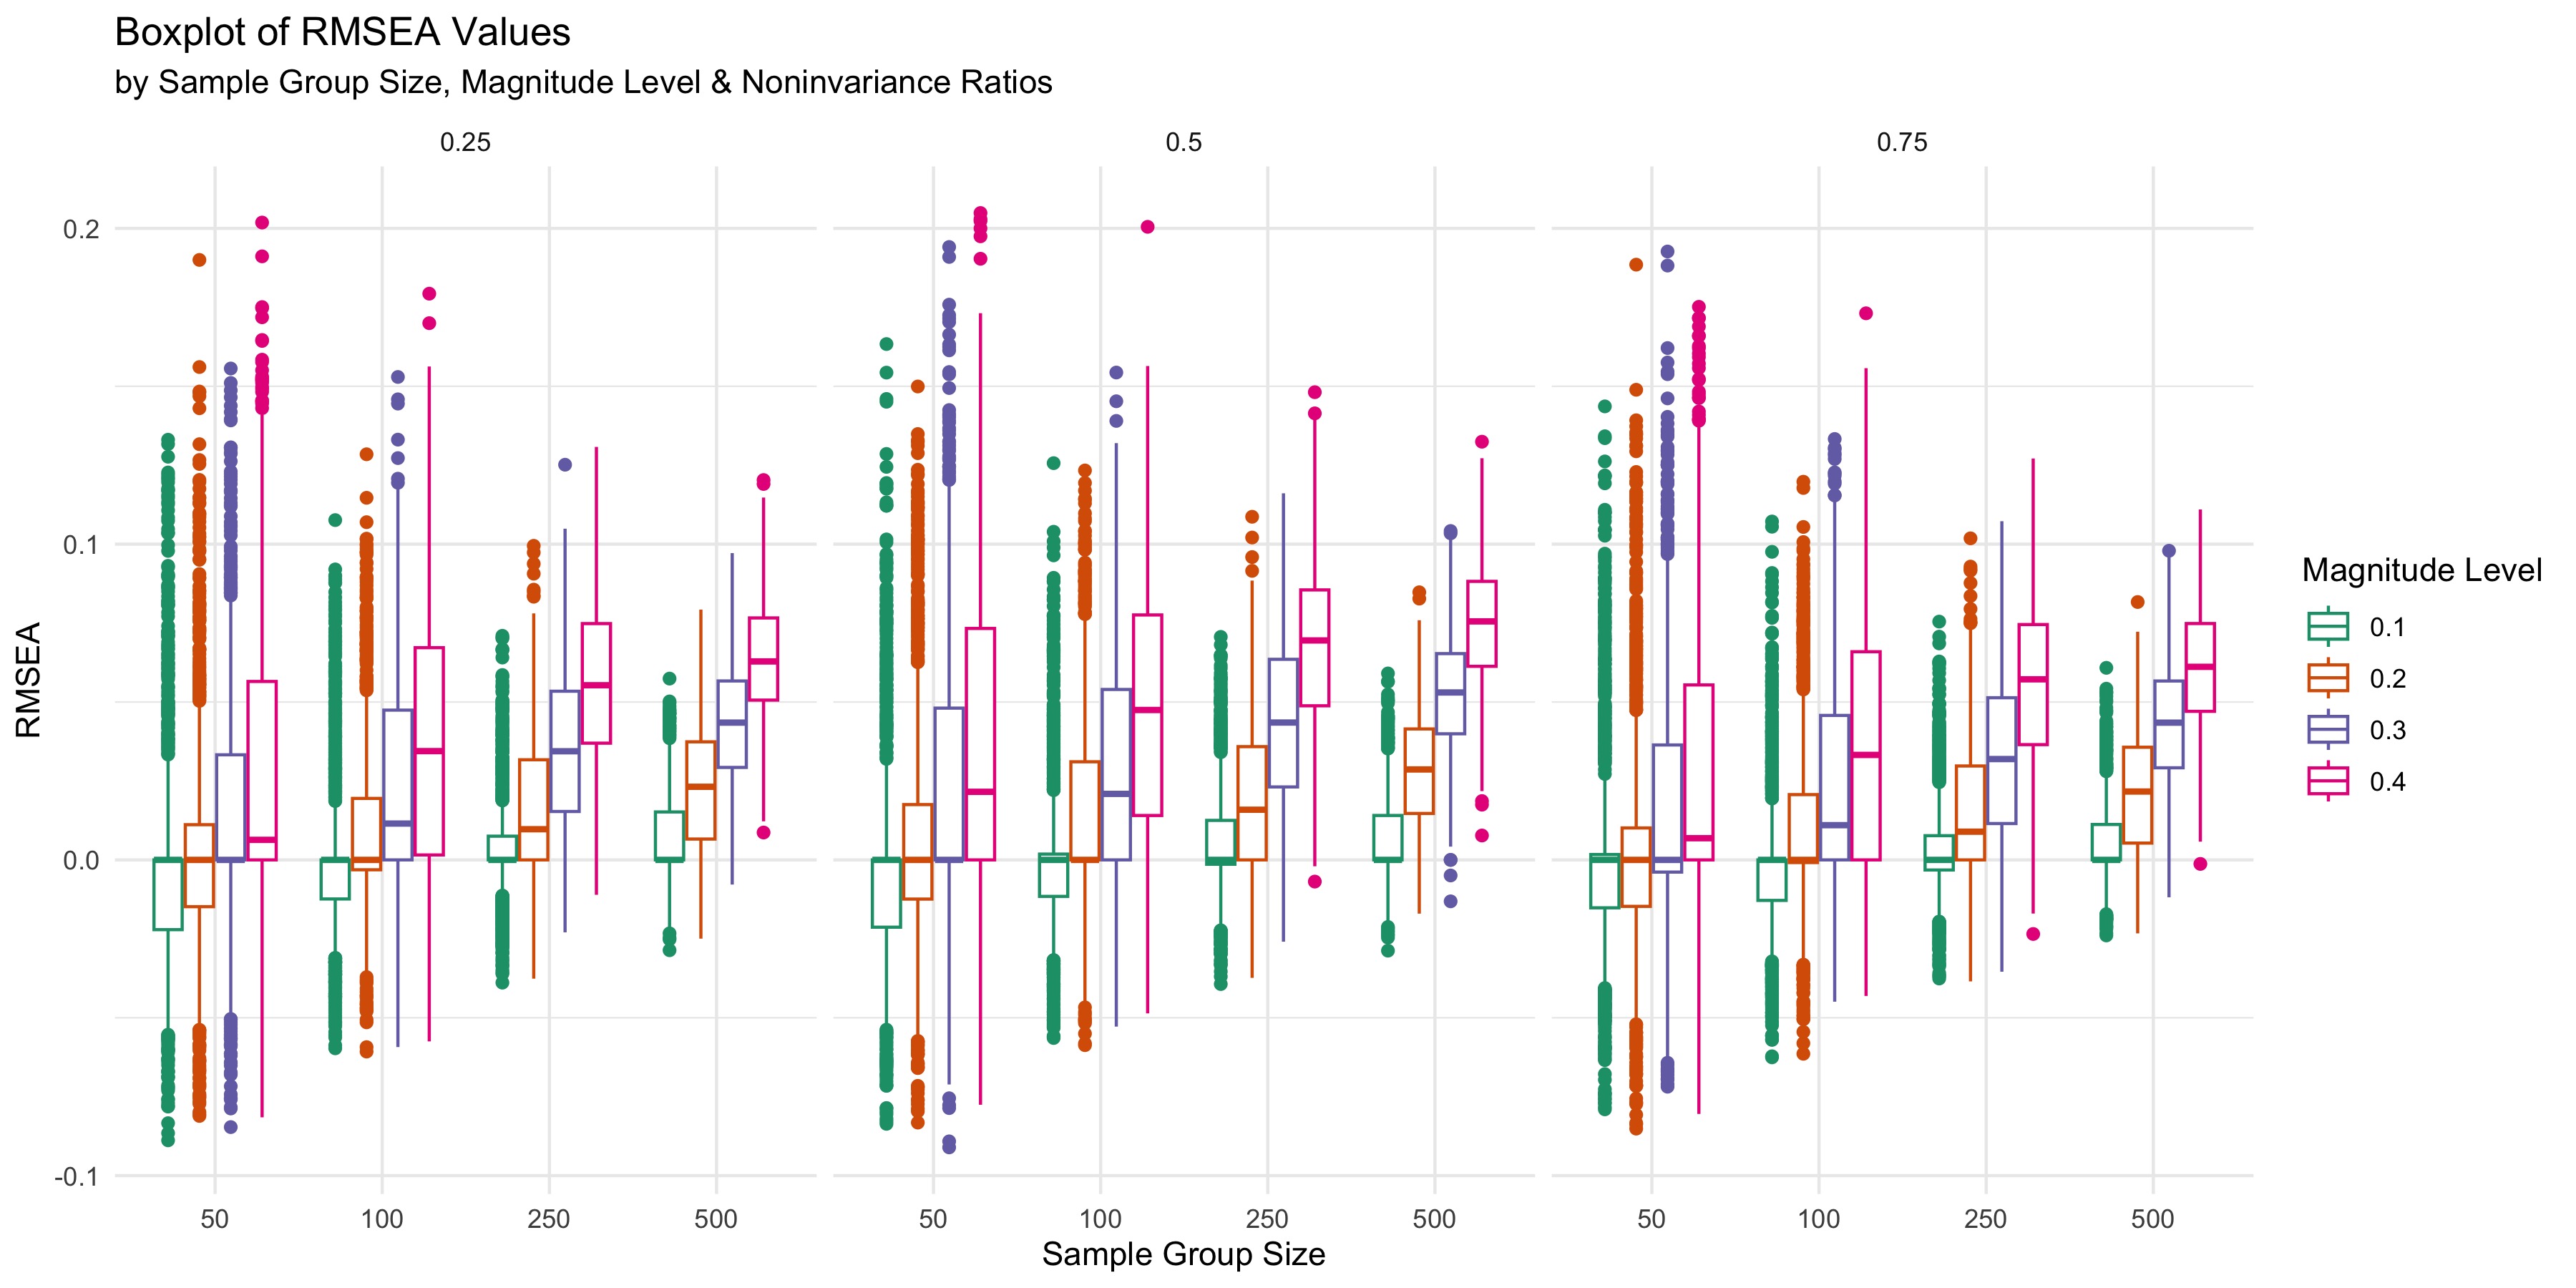 Boxplot of RMSEA Values
by Sample Group Size, Magnitude Level & Noninvariance Ratios
0.25 0.5 0.75
RMSEA
0.2
0.1
0.0
-0.1
50 100 250 500 50 100 250 500 50 100 250 500
Sample Group Size
Magnitude Level
0.1
0.2
0.3
0.4